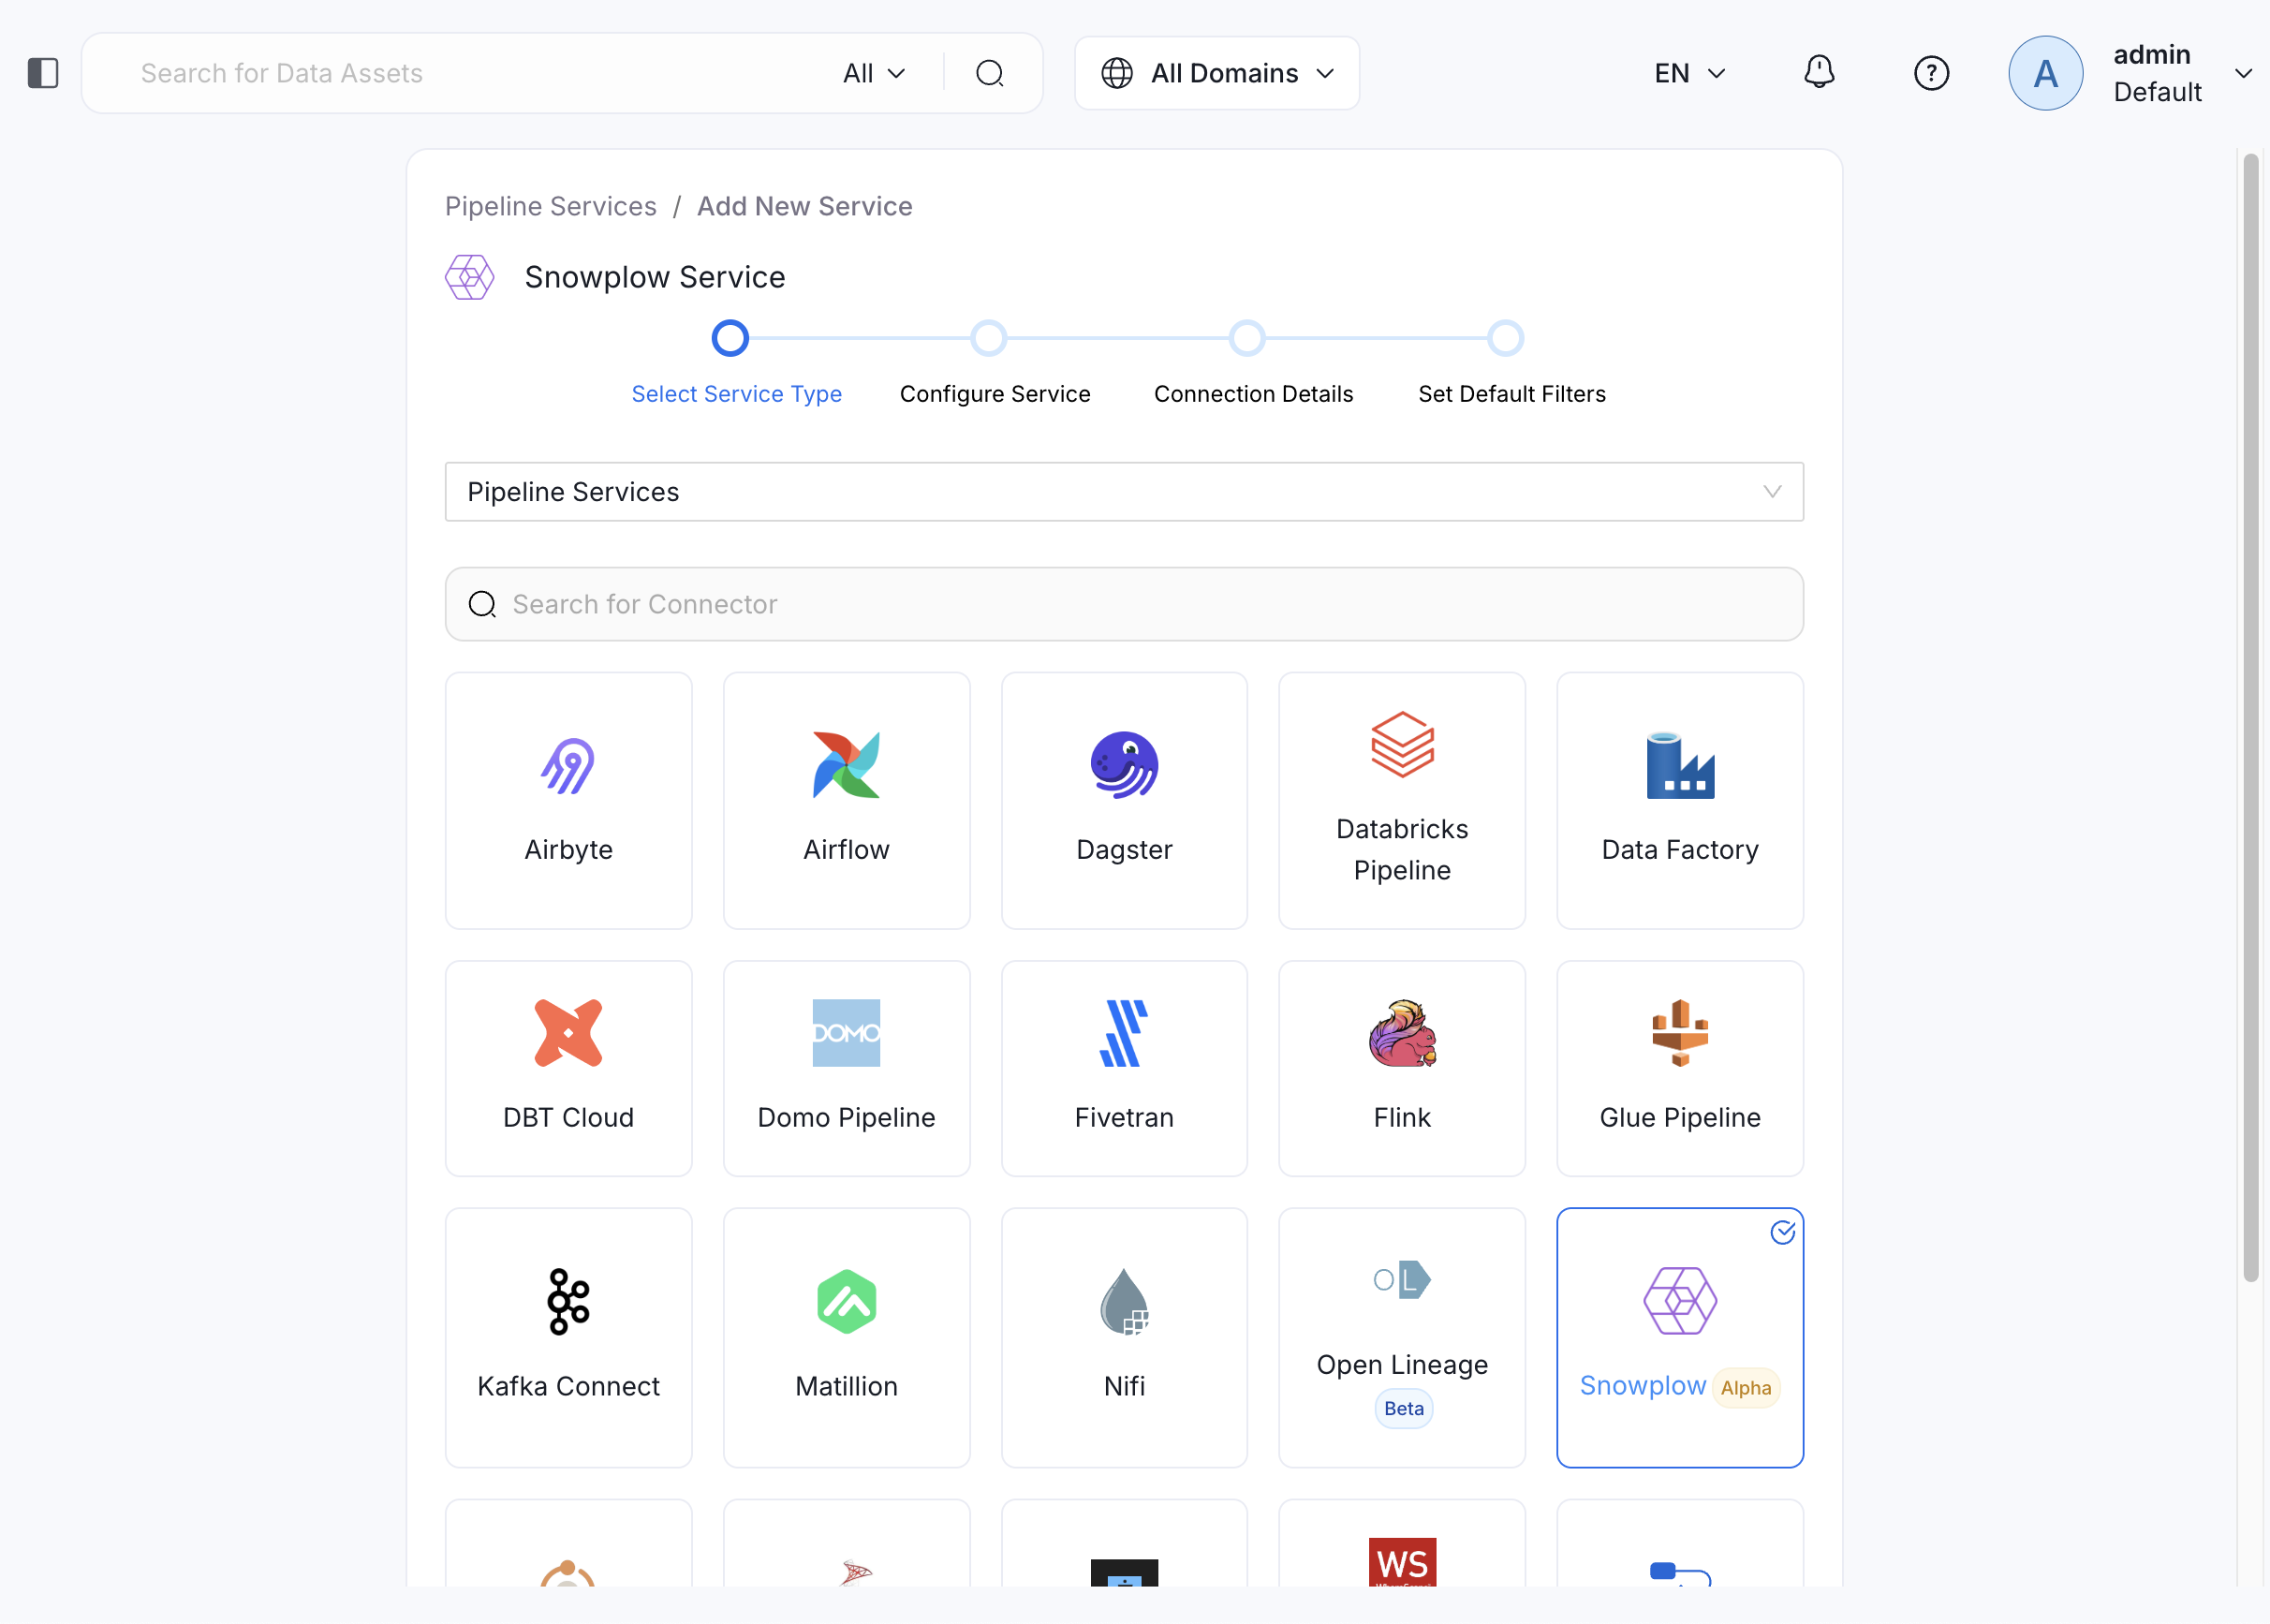 Search for Data Assets All All Domains EN ? A admin
Default
Pipeline Services / Add New Service
Snowplow Service
Select Service Type Configure Service Connection Details Set Default Filters
Pipeline Services
Search for Connector
Airbyte Airflow Dagster Databricks Pipeline Data Factory
DOMO
DBT Cloud Domo Pipeline Fivetran Flink Glue Pipeline
OL
Kafka Connect Matillion Nifi Open Lineage Beta Snowplow Alpha
WS